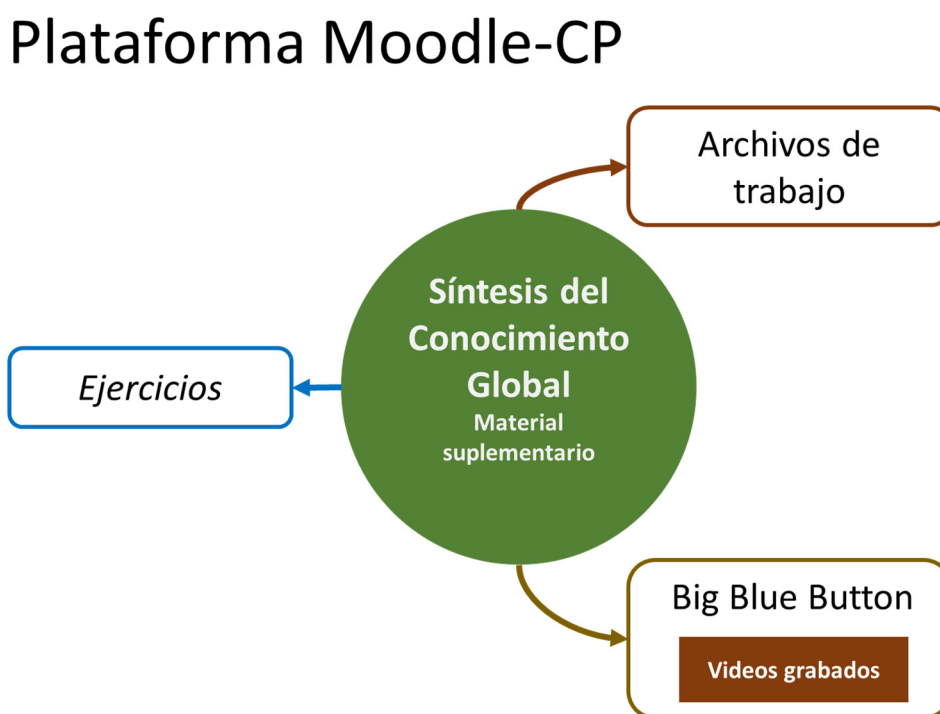 Plataforma Moodle-CP
Archivos de
trabajo
Síntesis del
Conocimiento
Global
Material
suplementario
Ejercicios
Big Blue Button
Videos grabados